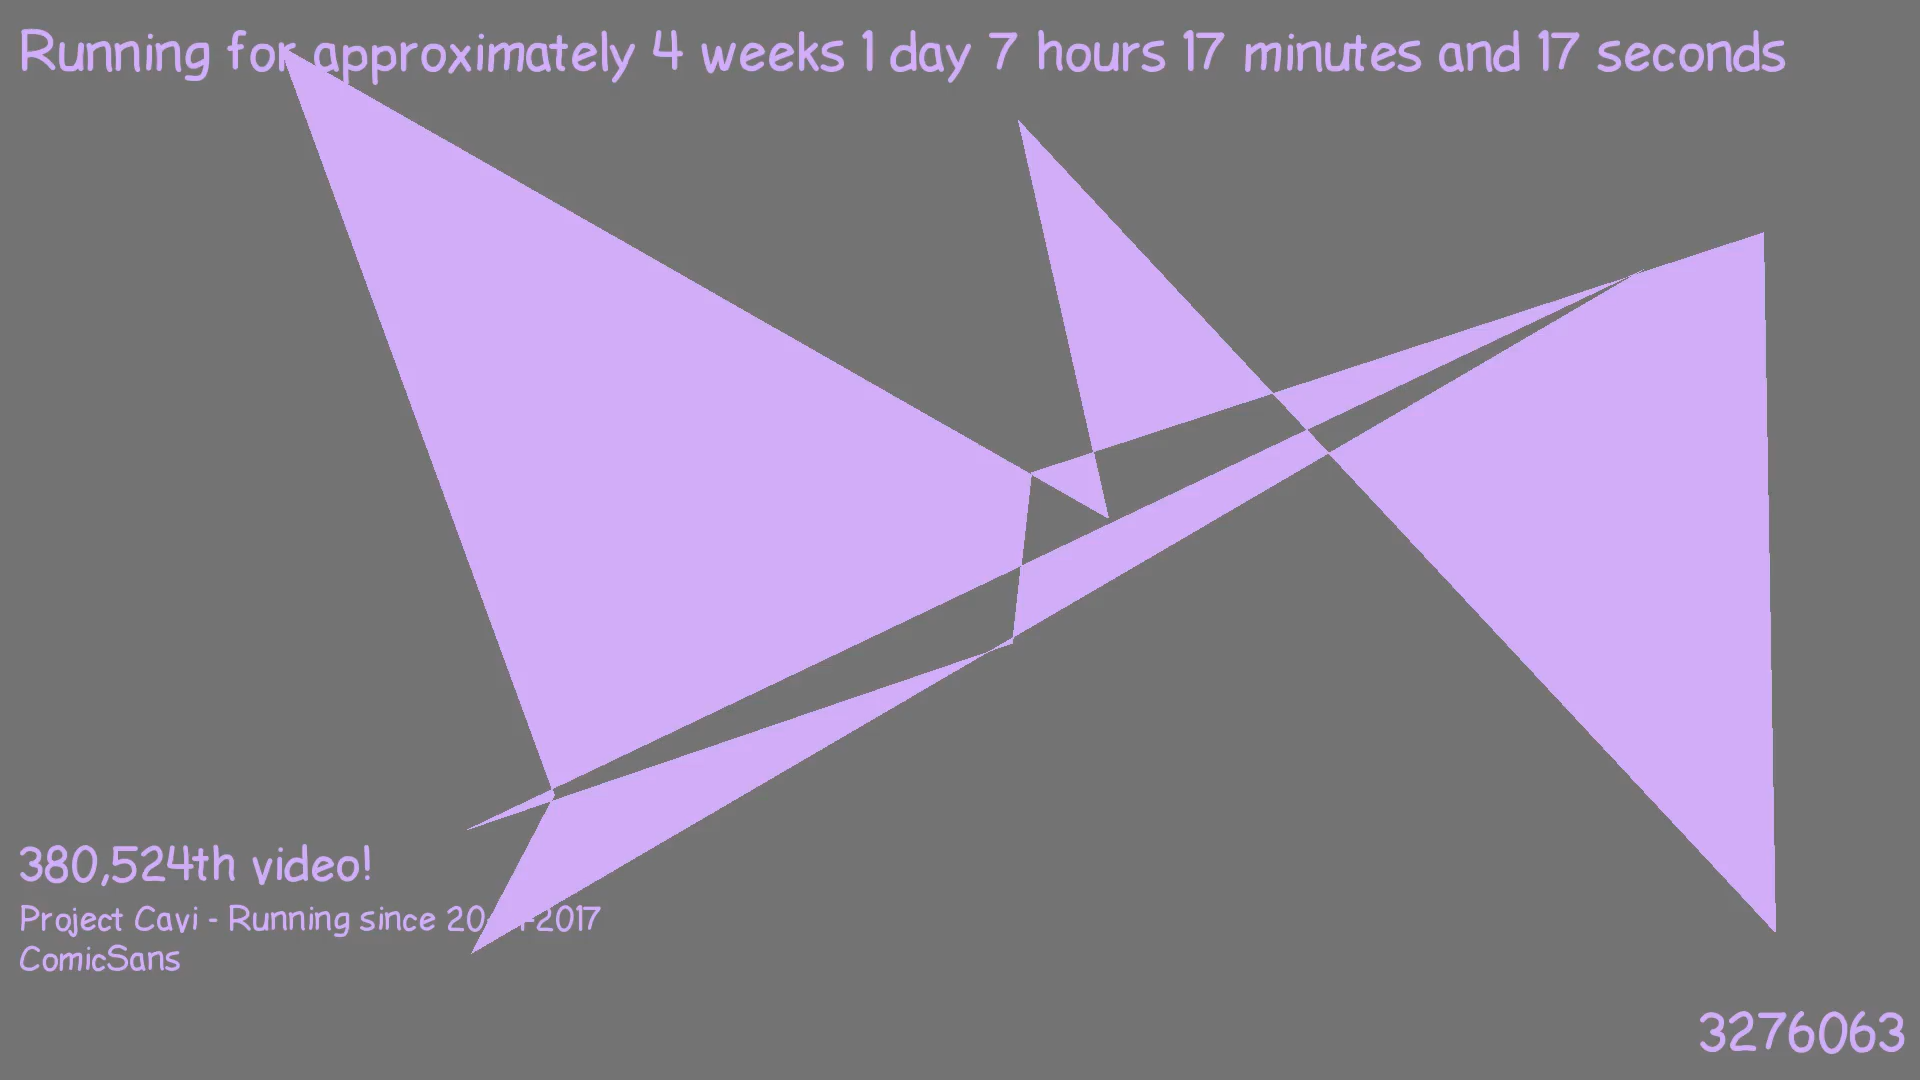 Running for approximately 4 weeks 1 day 7 hours 17 minutes and 17 seconds
380,524th video!
Project Cavi - Running since 2017
ComicSans
3276063